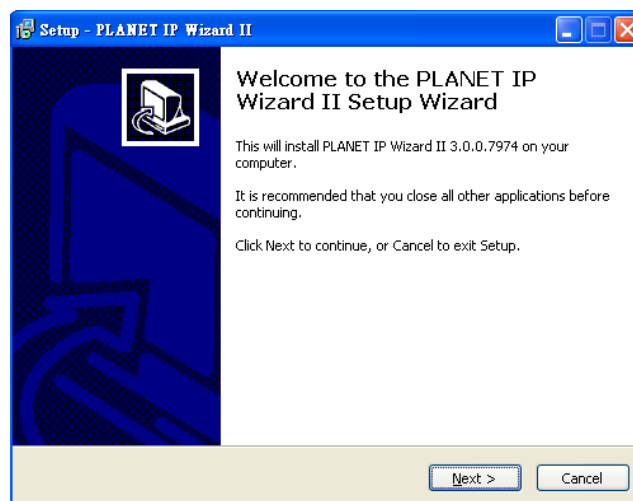 Setup - PLANET IP Wizard II
Welcome to the PLANET IP
Wizard II Setup Wizard
This will install PLANET IP Wizard II 3.0.0.7974 on your
computer.
It is recommended that you close all other applications before
continuing.
Click Next to continue, or Cancel to exit Setup.
Next >
Cancel